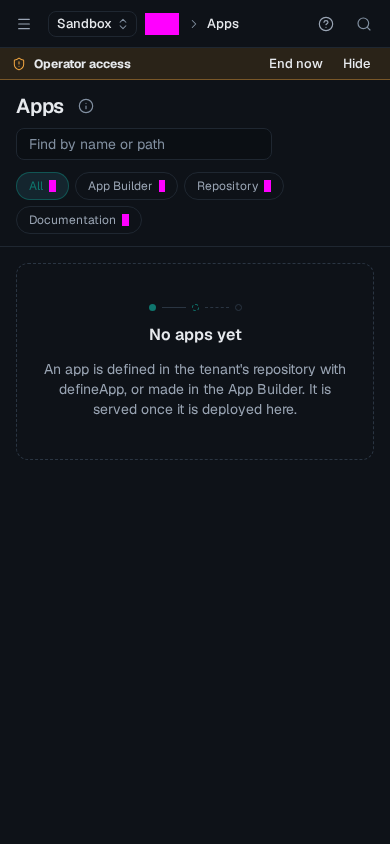 Sandbox
Apps
Operator access
End now
Hide
Apps
Find by name or path
All
App Builder
Repository
Documentation
No apps yet
An app is defined in the tenant's repository with
defineApp, or made in the App Builder. It is
served once it is deployed here.